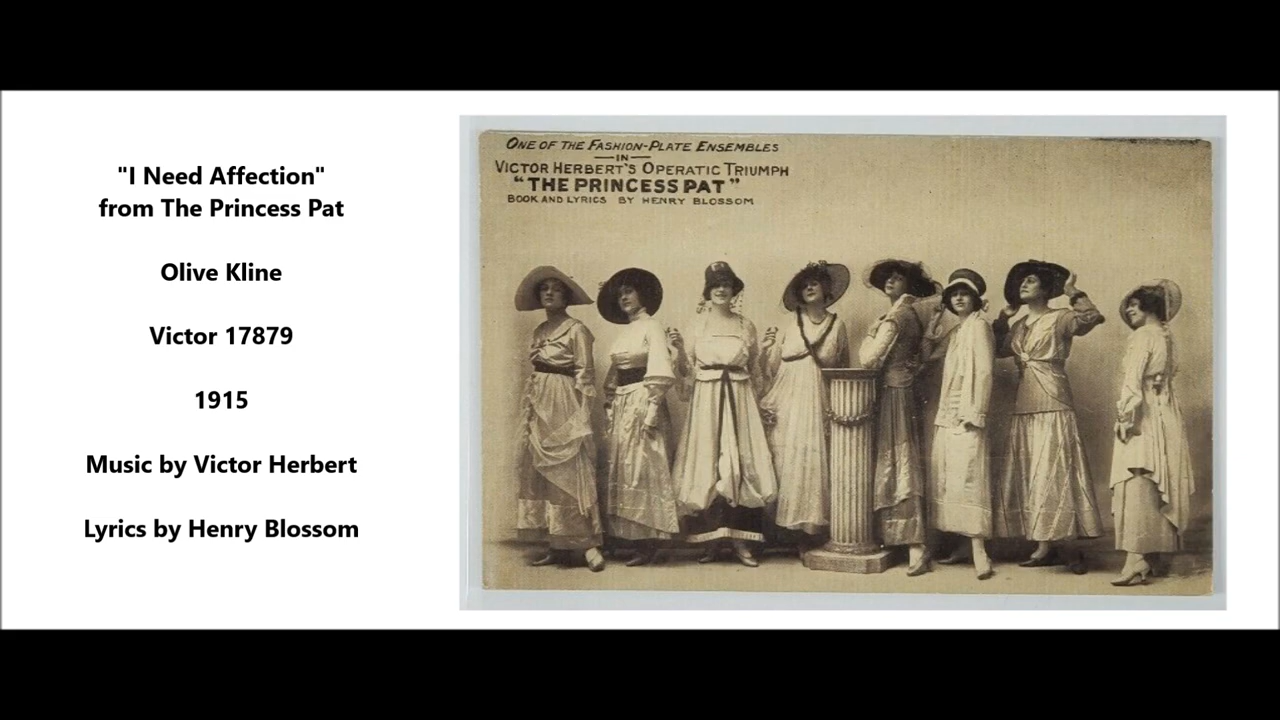 "I Need Affection"
from The Princess Pat
Olive Kline
Victor 17879
1915
Music by Victor Herbert
Lyrics by Henry Blossom
ONE OF THE FASHION-PLATE ENSEMBLES
—IN—
VICTOR HERBERT'S OPERATIC TRIUMPH
"THE PRINCESS PAT"
BOOK AND LYRICS BY HENRY BLOSSOM